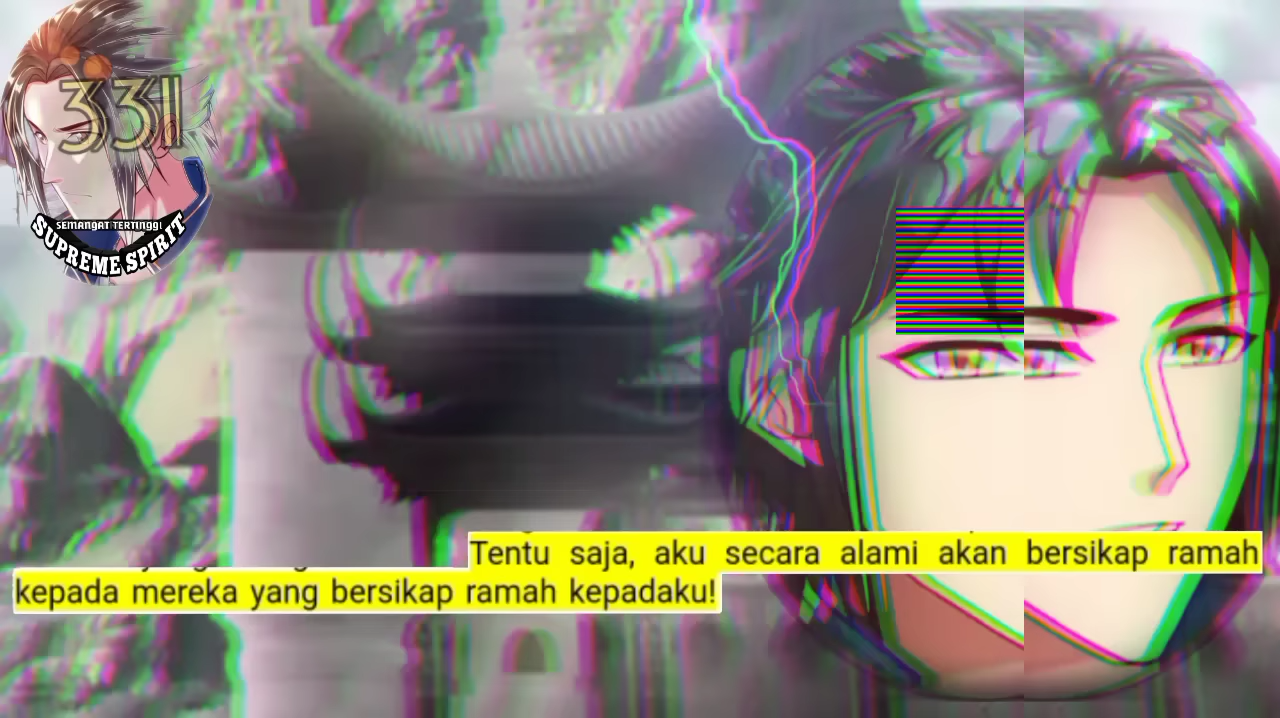 331
SEMANGAT TERTINGGI
SUPREME SPIRIT
Tentu saja, aku secara alami akan bersikap ramah
kepada mereka yang bersikap ramah kepadaku!